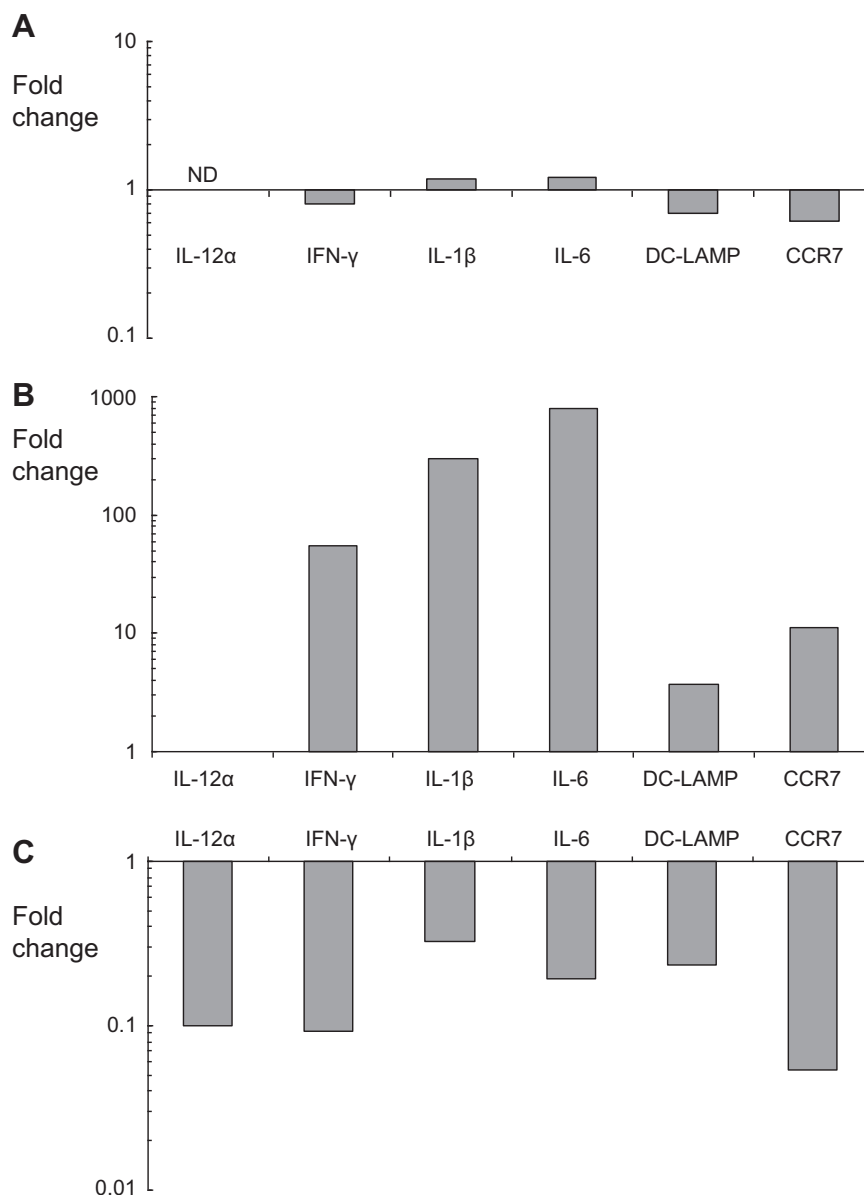 A
Fold
change
10
1
0.1
ND
IL-12α IFN-γ IL-1β IL-6 DC-LAMP CCR7
B
Fold
change
1000
100
10
1
IL-12α IFN-γ IL-1β IL-6 DC-LAMP CCR7
C
IL-12α IFN-γ IL-1β IL-6 DC-LAMP CCR7
Fold
change
1
0.1
0.01